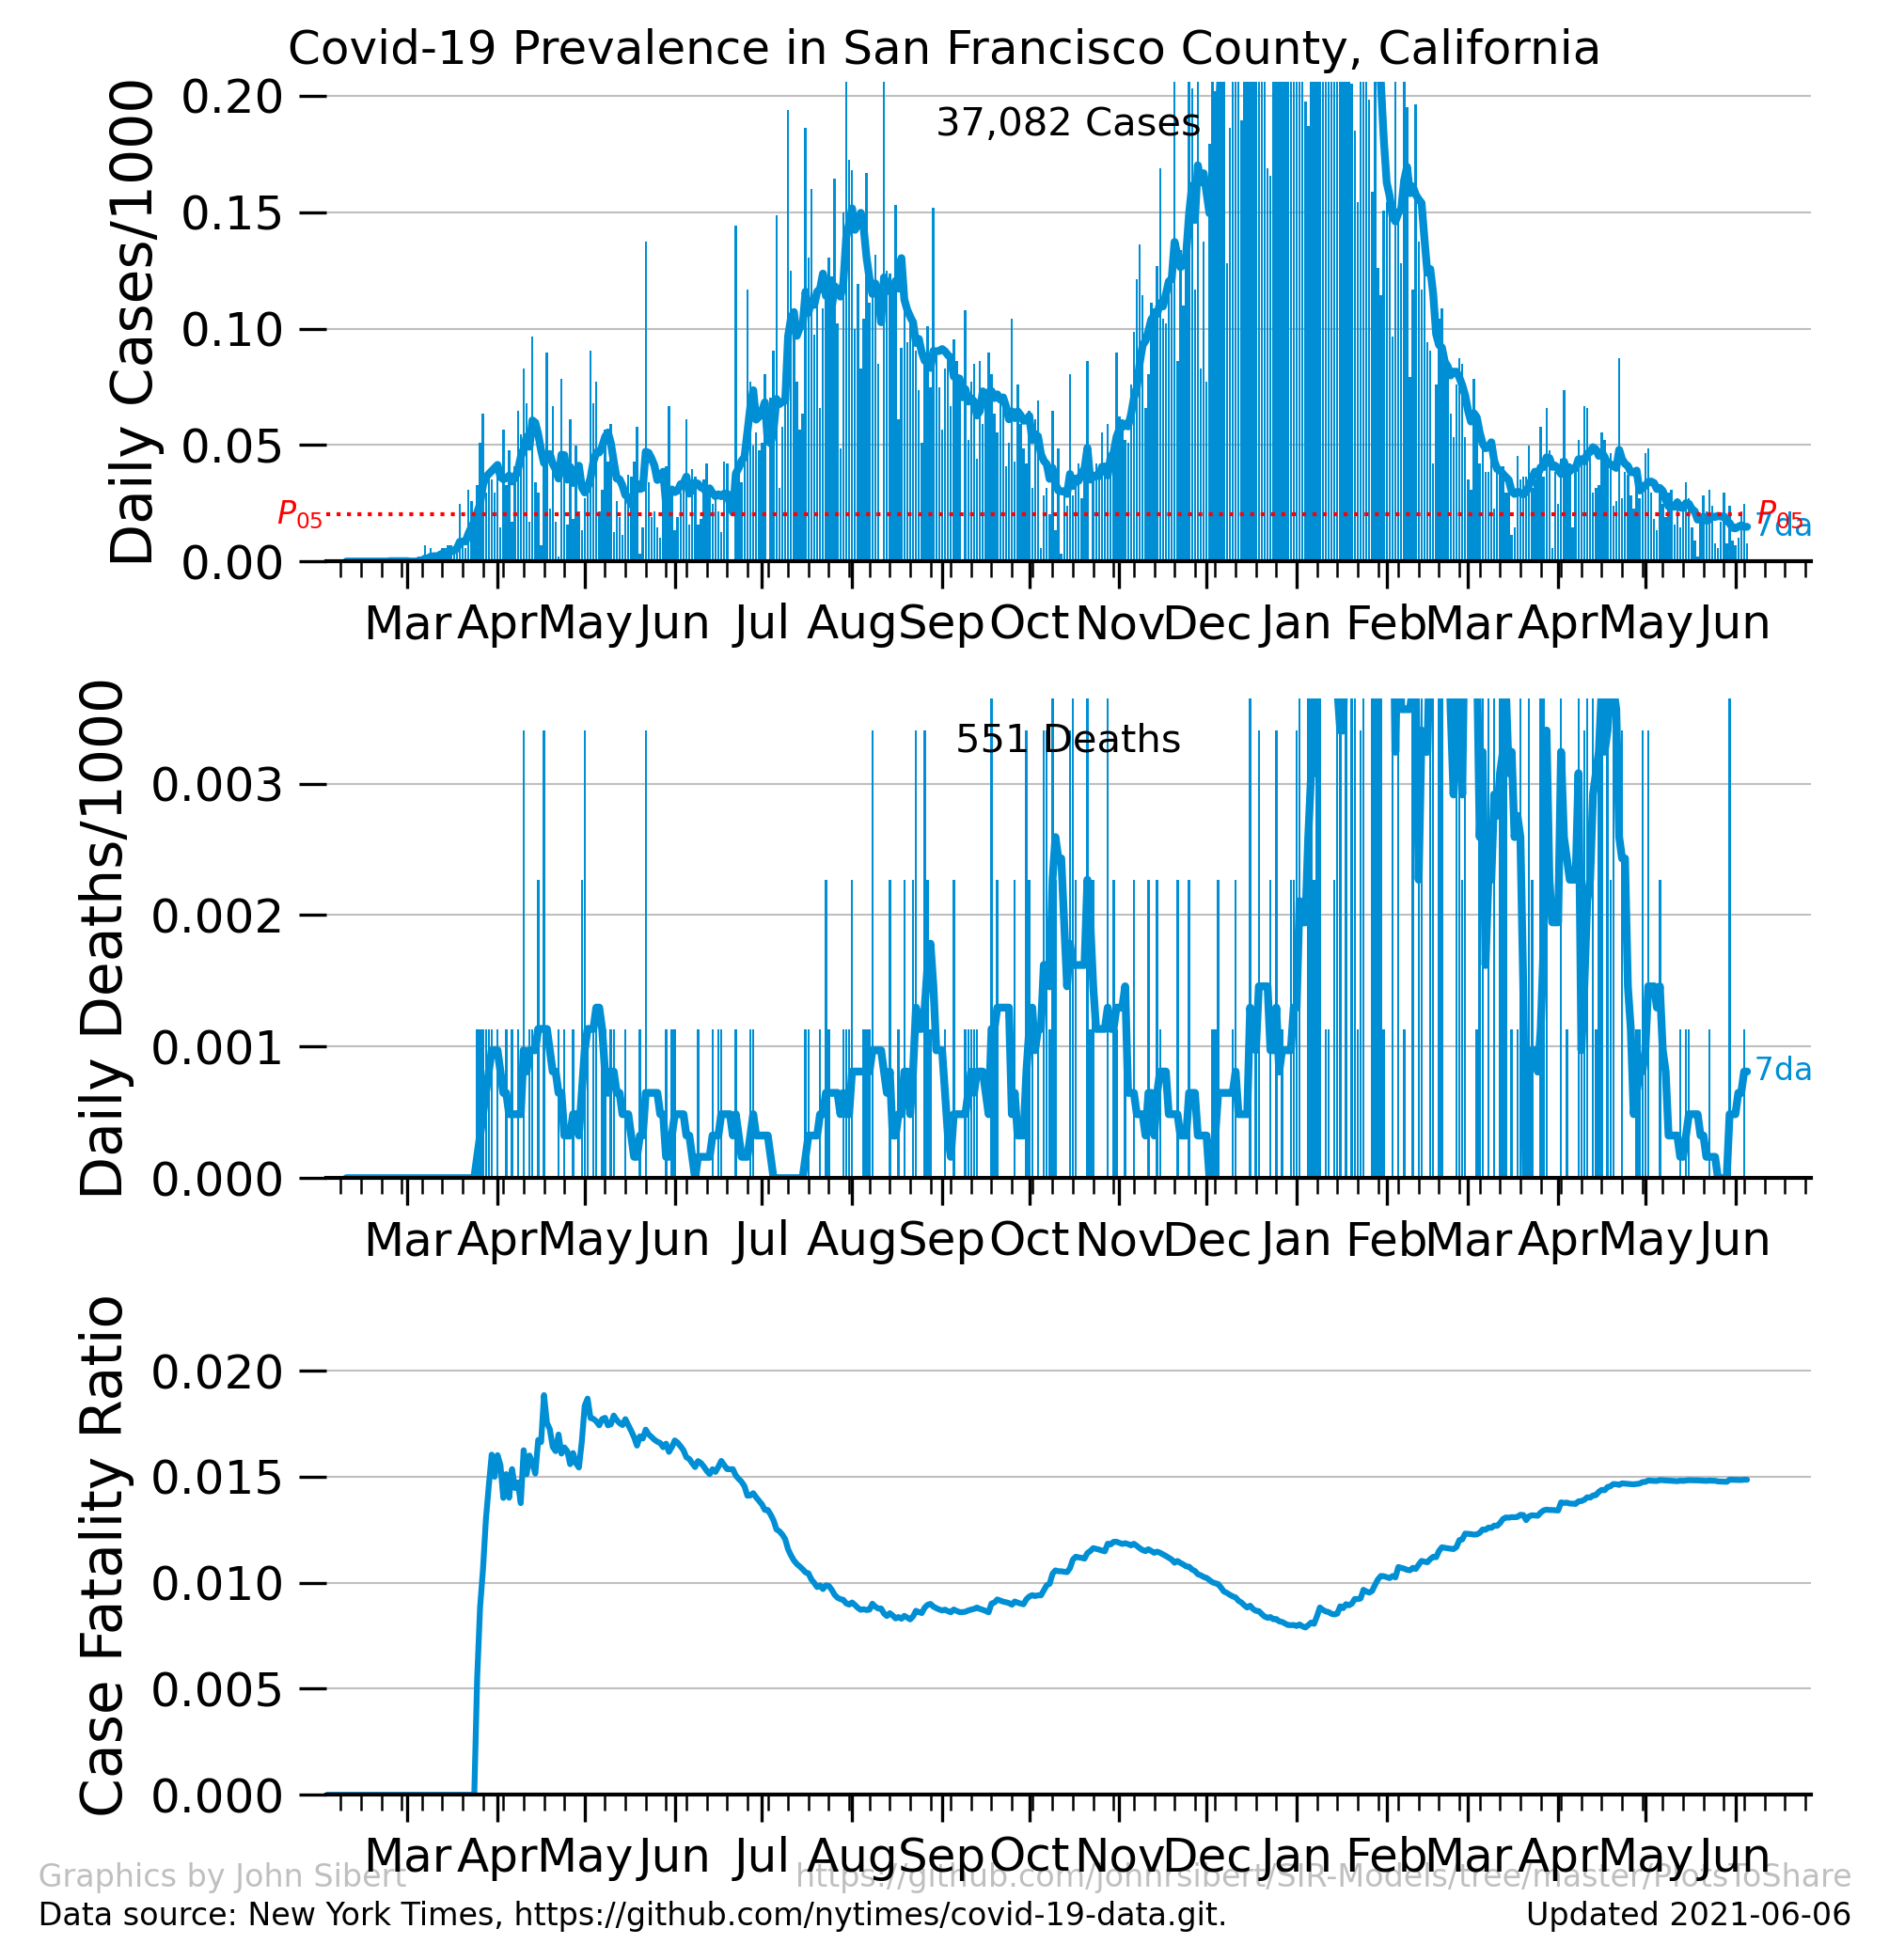 Covid-19 Prevalence in San Francisco County, California
Daily Cases/1000
0.20
0.15
0.10
0.05
0.00
37,082 Cases
P05
P05
7da
Mar Apr May Jun Jul Aug Sep Oct Nov Dec Jan Feb Mar Apr May Jun
Daily Deaths/1000
0.003
0.002
0.001
0.000
551 Deaths
7da
Mar Apr May Jun Jul Aug Sep Oct Nov Dec Jan Feb Mar Apr May Jun
Case Fatality Ratio
0.020
0.015
0.010
0.005
0.000
Mar Apr May Jun Jul Aug Sep Oct Nov Dec Jan Feb Mar Apr May Jun
Graphics by John Sibert https://github.com/johnrsibert/SIR-Models/tree/master/PlotsToShare
Data source: New York Times, https://github.com/nytimes/covid-19-data.git. Updated 2021-06-06